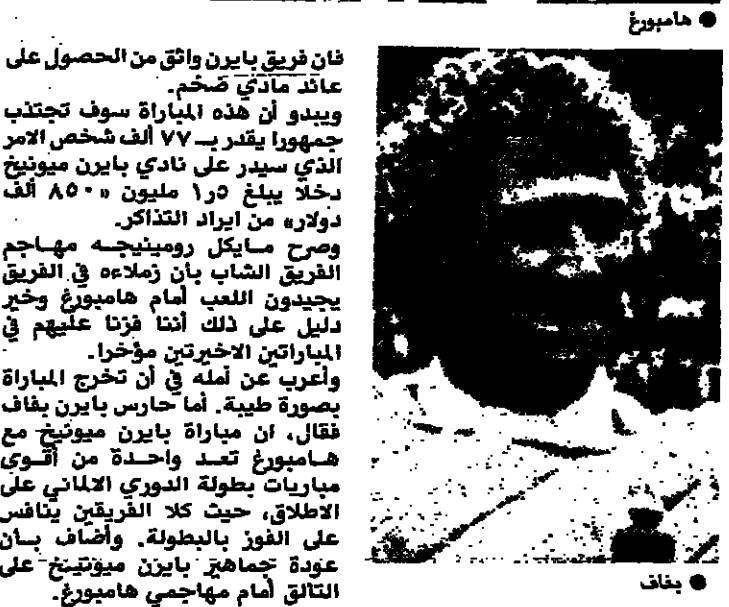 ● هامبورغ
فان فريق بايرن واثق من الحصول على
عائد مادي ضخم.
ويبدو أن هذه المباراة سوف تجتذب
جمهورا يقدر بـ ٧٧ ألف شخص الامر
الذي سيدر على نادي بايرن ميونيخ
دخلا يبلغ ٥ر١ مليون «٨٥٠ ألف
دولار» من ايراد التذاكر.
وصرح مايكل رومينيجه مهاجم
الفريق الشاب بأن زملاءه في الفريق
يجيدون اللعب أمام هامبورغ وخير
دليل على ذلك أننا فزنا عليهم في
المباراتين الاخيرتين مؤخرا.
وأعرب عن أمله في أن تخرج المباراة
بصورة طيبة. أما حارس بايرن بفاف
فقال، ان مباراة بايرن ميونيخ مع
هامبورغ تعد واحدة من أقوى
مباريات بطولة الدوري الالماني على
الاطلاق، حيث كلا الفريقين ينافس
على الفوز بالبطولة. وأضاف بأن
عودة جماهير بايرن ميونيخ على
التالق أمام مهاجمي هامبورغ.
● بفاف